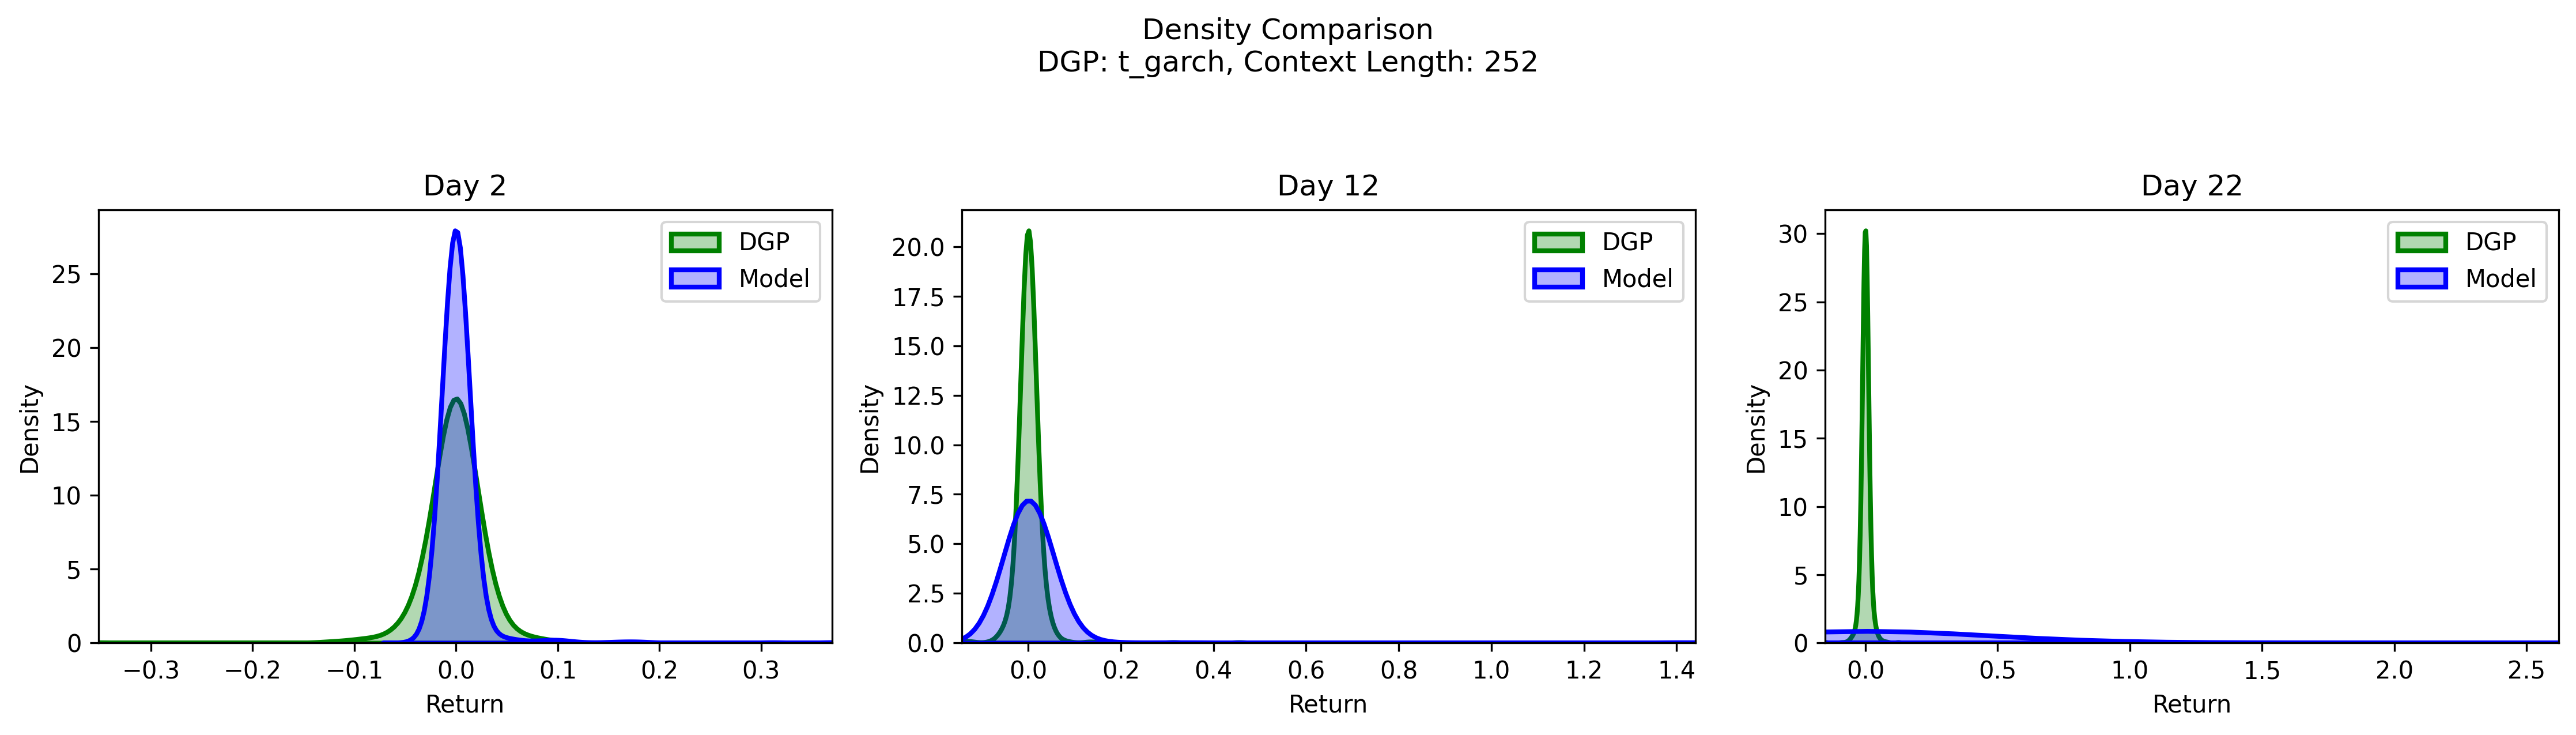 Density Comparison
DGP: t_garch, Context Length: 252
Day 2
Density
25
20
15
10
5
0
−0.3 −0.2 −0.1 0.0 0.1 0.2 0.3
Return
DGP
Model
Day 12
Density
20.0
17.5
15.0
12.5
10.0
7.5
5.0
2.5
0.0
0.0 0.2 0.4 0.6 0.8 1.0 1.2 1.4
Return
DGP
Model
Day 22
Density
30
25
20
15
10
5
0
0.0 0.5 1.0 1.5 2.0 2.5
Return
DGP
Model